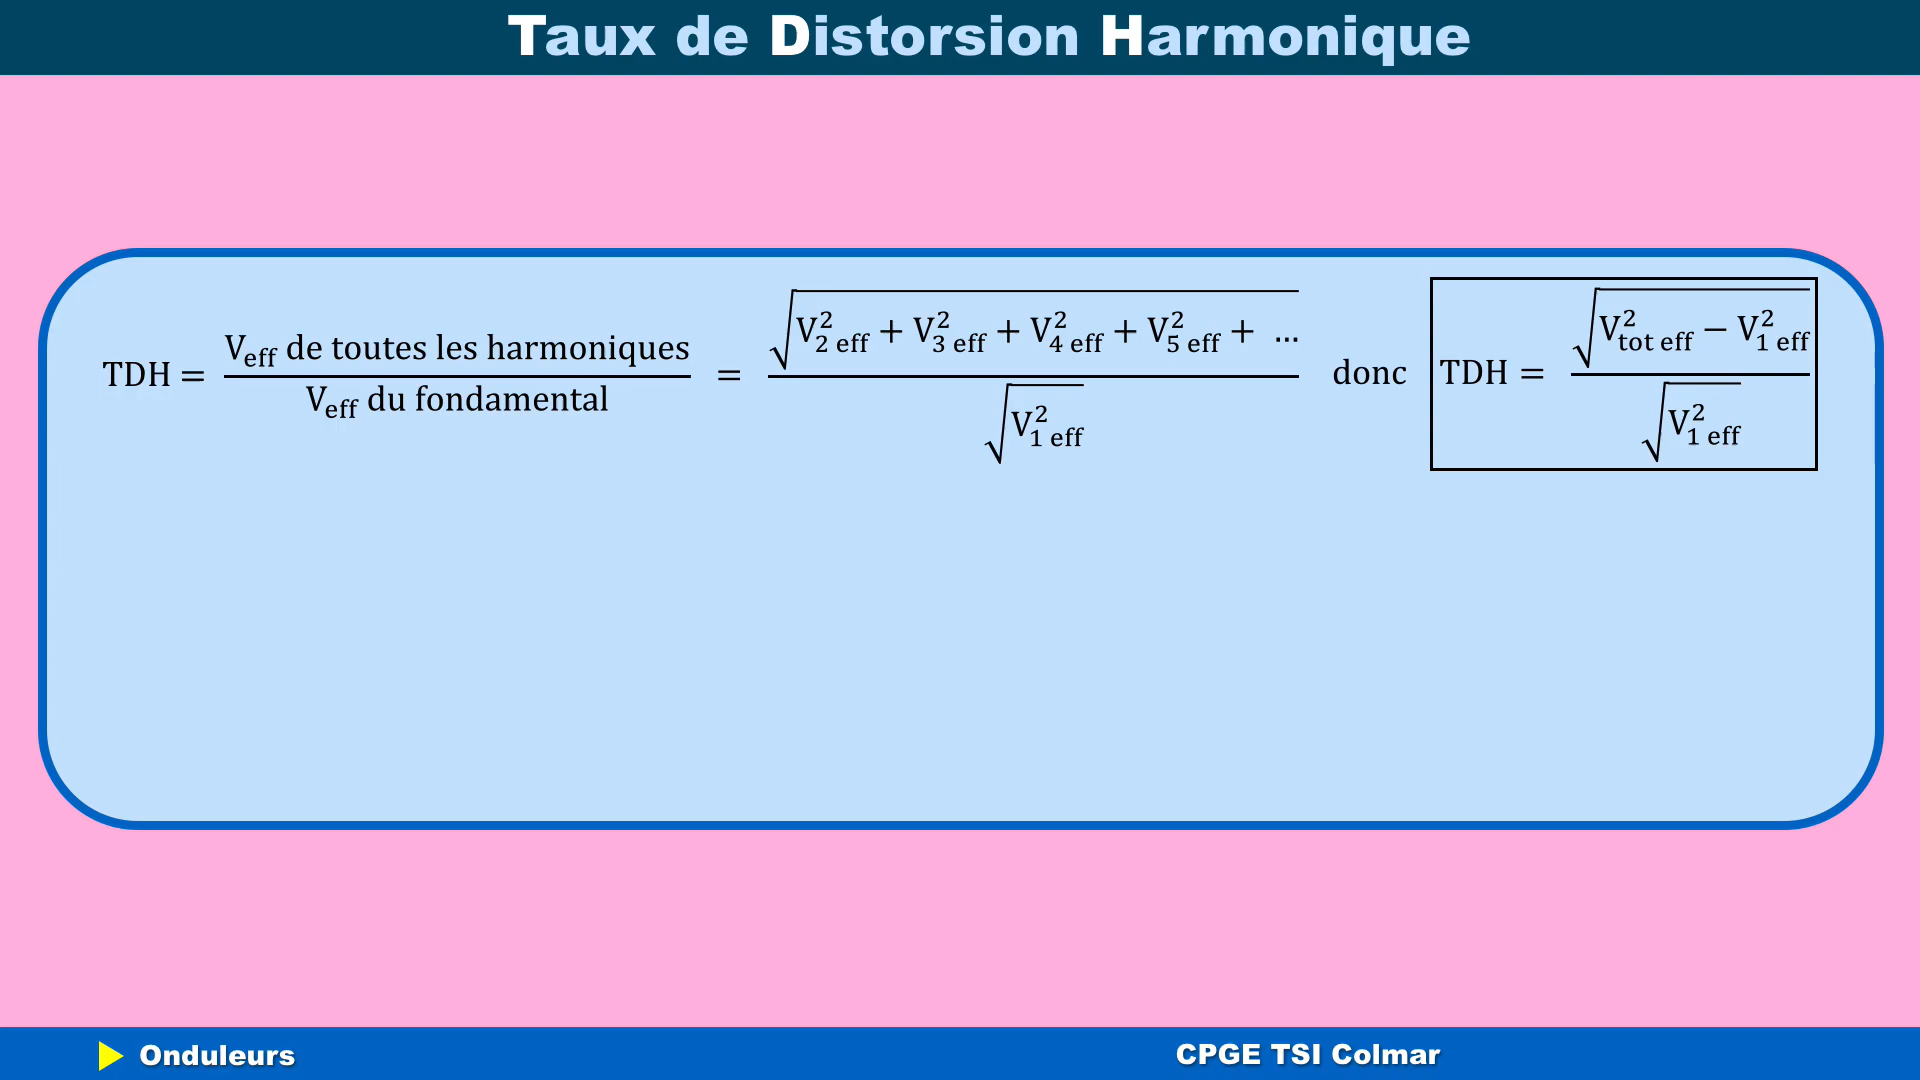 Taux de Distorsion Harmonique
TDH = V_eff de toutes les harmoniques / V_eff du fondamental = √(V²_2 eff + V²_3 eff + V²_4 eff + V²_5 eff + ...) / √(V²_1 eff) donc TDH = √(V²_tot eff − V²_1 eff) / √(V²_1 eff)
Onduleurs
CPGE TSI Colmar